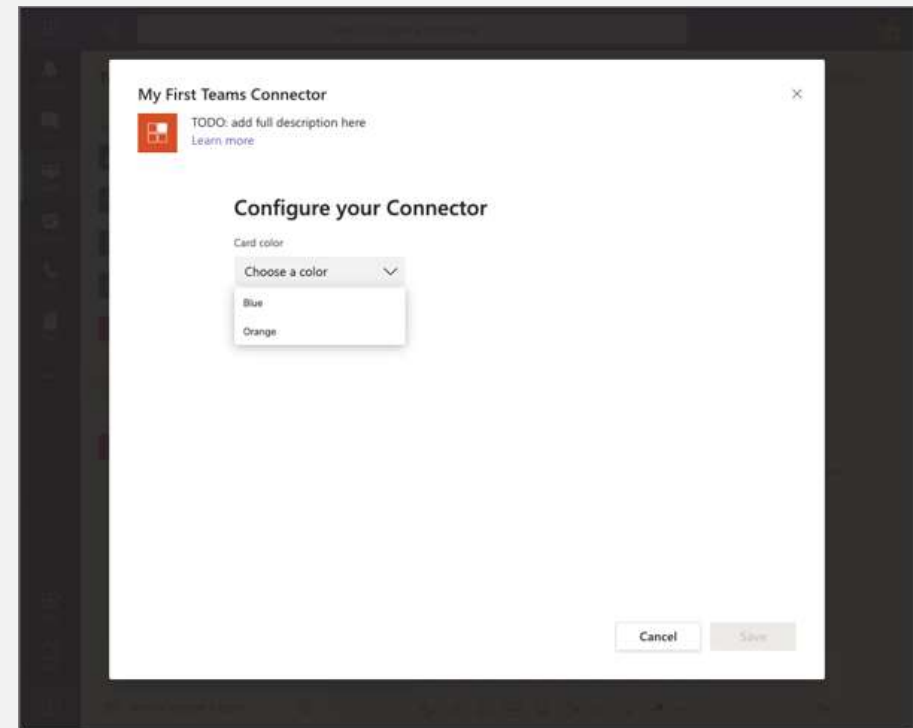 My First Teams Connector
TODO: add full description here
Learn more
Configure your Connector
Card color
Choose a color
Blue
Orange
Cancel
Save